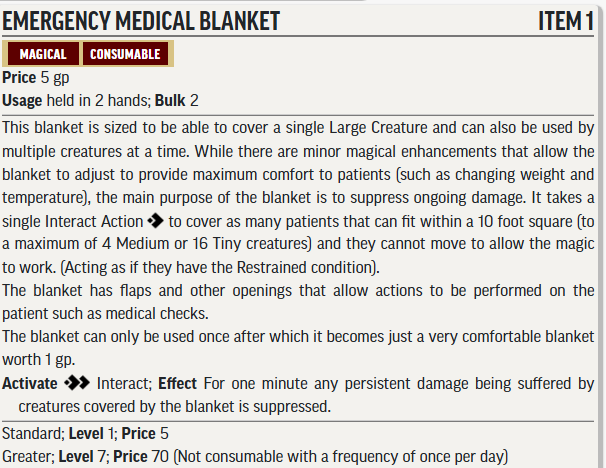 EMERGENCY MEDICAL BLANKET ITEM 1
MAGICAL CONSUMABLE
Price 5 gp
Usage held in 2 hands; Bulk 2
This blanket is sized to be able to cover a single Large Creature and can also be used by
multiple creatures at a time. While there are minor magical enhancements that allow the
blanket to adjust to provide maximum comfort to patients (such as changing weight and
temperature), the main purpose of the blanket is to suppress ongoing damage. It takes a
single Interact Action to cover as many patients that can fit within a 10 foot square (to
a maximum of 4 Medium or 16 Tiny creatures) and they cannot move to allow the magic
to work. (Acting as if they have the Restrained condition).
The blanket has flaps and other openings that allow actions to be performed on the
patient such as medical checks.
The blanket can only be used once after which it becomes just a very comfortable blanket
worth 1 gp.
Activate Interact; Effect For one minute any persistent damage being suffered by
creatures covered by the blanket is suppressed.
Standard; Level 1; Price 5
Greater; Level 7; Price 70 (Not consumable with a frequency of once per day)